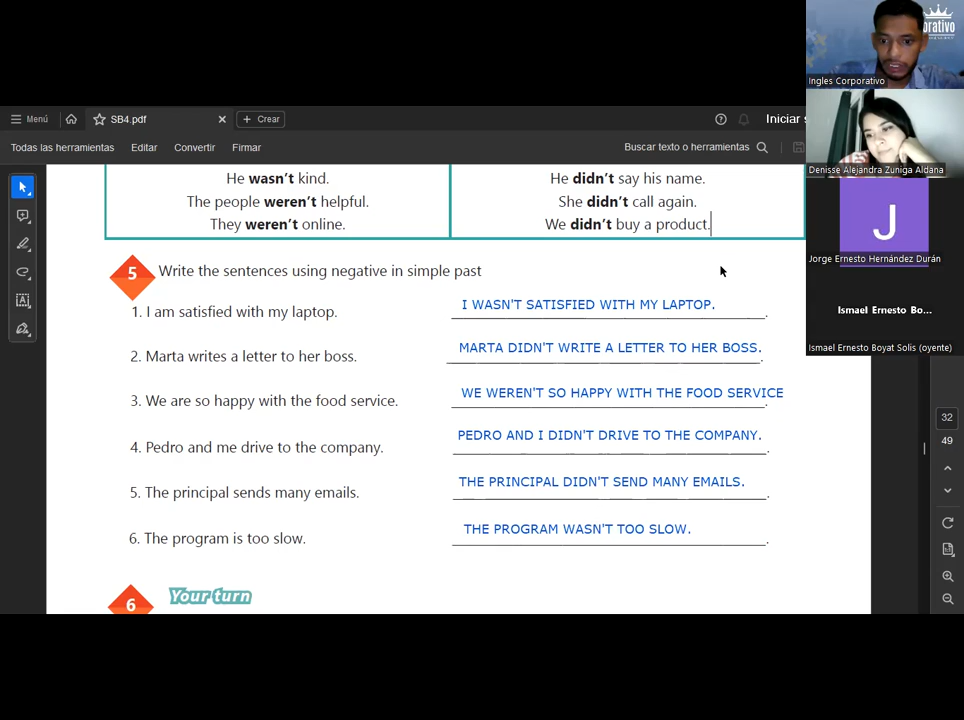 orativo
Ingles Corporativo
Menú
SB4.pdf
Crear
Iniciar s
Todas las herramientas
Editar
Convertir
Firmar
Buscar texto o herramientas
Denisse Alejandra Zuniga Aldana
He wasn't kind.
He didn't say his name.
The people weren't helpful.
She didn't call again.
They weren't online.
We didn't buy a product.
J
Jorge Ernesto Hernández Durán
5
Write the sentences using negative in simple past
1. I am satisfied with my laptop.
I WASN'T SATISFIED WITH MY LAPTOP.
Ismael Ernesto Bo...
Ismael Ernesto Boyat Solis (oyente)
2. Marta writes a letter to her boss.
MARTA DIDN'T WRITE A LETTER TO HER BOSS.
3. We are so happy with the food service.
WE WEREN'T SO HAPPY WITH THE FOOD SERVICE
4. Pedro and me drive to the company.
PEDRO AND I DIDN'T DRIVE TO THE COMPANY.
5. The principal sends many emails.
THE PRINCIPAL DIDN'T SEND MANY EMAILS.
6. The program is too slow.
THE PROGRAM WASN'T TOO SLOW.
32
49
6
Your turn